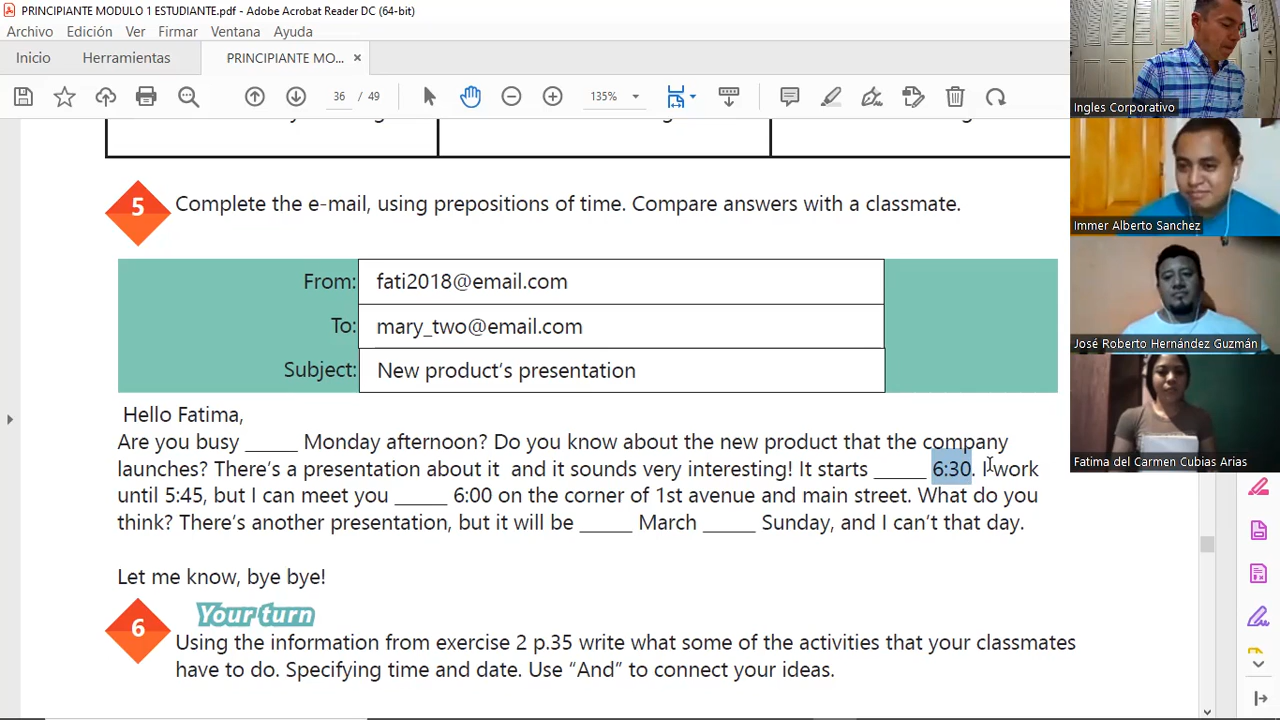 PRINCIPIANTE MODULO 1 ESTUDIANTE.pdf - Adobe Acrobat Reader DC (64-bit)
Archivo Edición Ver Firmar Ventana Ayuda
Inicio Herramientas PRINCIPIANTE MO... ×
36 / 49 135%
5 Complete the e-mail, using prepositions of time. Compare answers with a classmate.
From: fati2018@email.com
To: mary_two@email.com
Subject: New product's presentation
Hello Fatima,
Are you busy _____ Monday afternoon? Do you know about the new product that the company
launches? There's a presentation about it and it sounds very interesting! It starts _____ 6:30. I work
until 5:45, but I can meet you _____ 6:00 on the corner of 1st avenue and main street. What do you
think? There's another presentation, but it will be _____ March _____ Sunday, and I can't that day.
Let me know, bye bye!
Your turn
6 Using the information from exercise 2 p.35 write what some of the activities that your classmates
have to do. Specifying time and date. Use “And” to connect your ideas.
Ingles Corporativo
Immer Alberto Sanchez
José Roberto Hernández Guzmán
Fatima del Carmen Cubias Arias